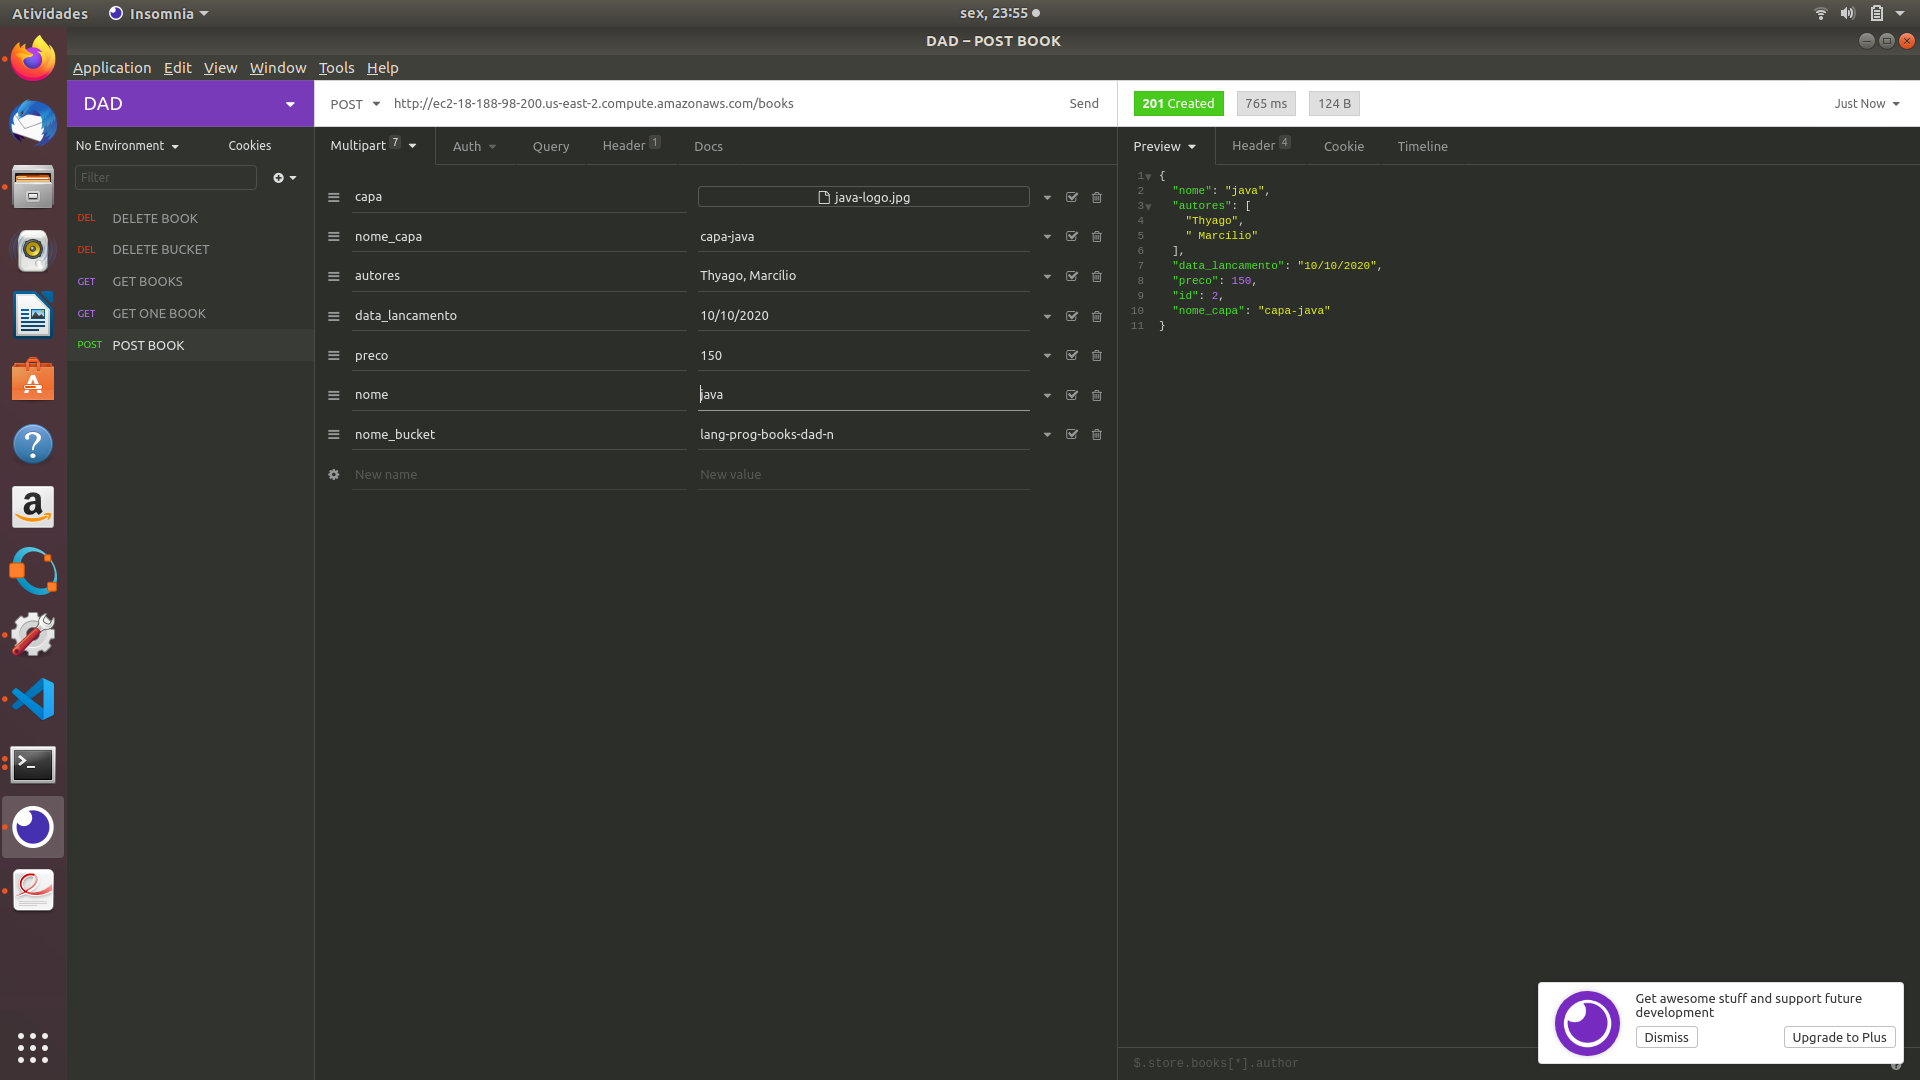 Atividades Insomnia sex, 23:55
DAD – POST BOOK
Application Edit View Window Tools Help
DAD
POST http://ec2-18-188-98-200.us-east-2.compute.amazonaws.com/books Send
201 Created 765 ms 124 B Just Now
No Environment Cookies
Filter
DEL DELETE BOOK
DEL DELETE BUCKET
GET GET BOOKS
GET GET ONE BOOK
POST POST BOOK
Multipart 7 Auth Query Header 1 Docs
capa java-logo.jpg
nome_capa capa-java
autores Thyago, Marcílio
data_lancamento 10/10/2020
preco 150
nome java
nome_bucket lang-prog-books-dad-n
New name New value
Preview Header 4 Cookie Timeline
1 {
2 "nome": "java",
3 "autores": [
4 "Thyago",
5 " Marcílio"
6 ],
7 "data_lancamento": "10/10/2020",
8 "preco": 150,
9 "id": 2,
10 "nome_capa": "capa-java"
11 }
Get awesome stuff and support future
development
Dismiss Upgrade to Plus
$.store.books[*].author